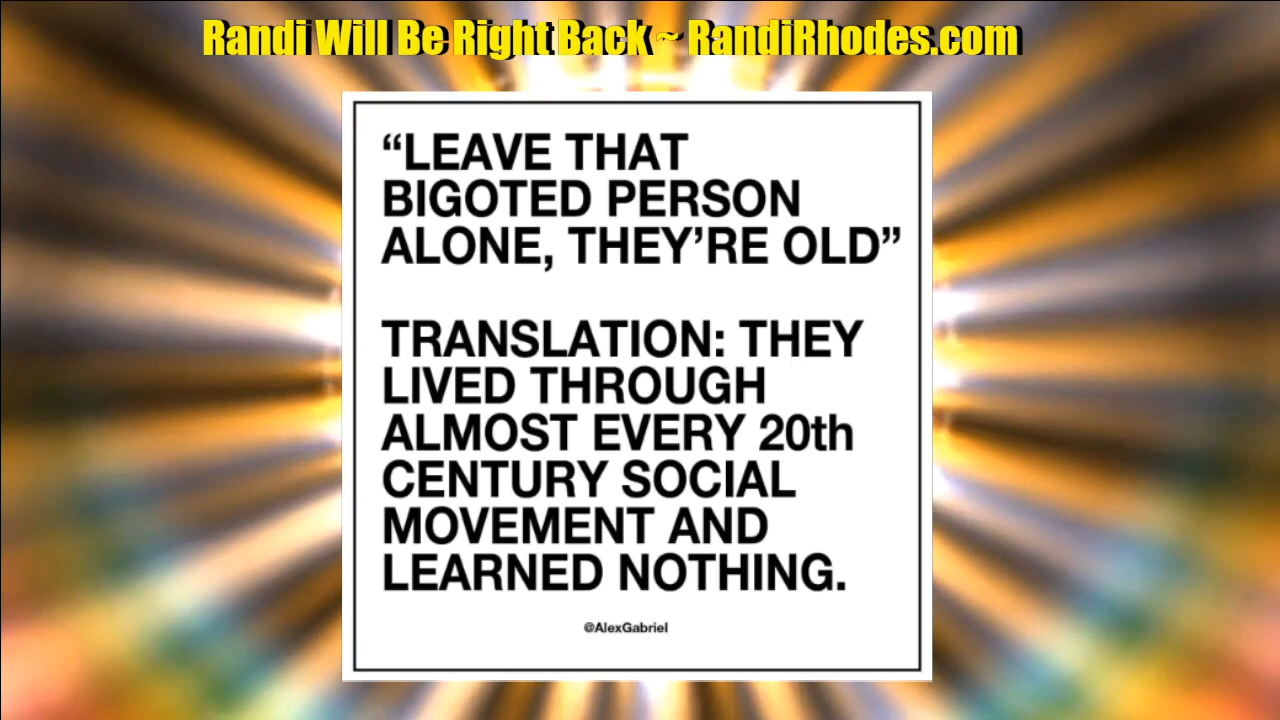 Randi Will Be Right Back ~ RandiRhodes.com
“LEAVE THAT
BIGOTED PERSON
ALONE, THEY’RE OLD”
TRANSLATION: THEY
LIVED THROUGH
ALMOST EVERY 20th
CENTURY SOCIAL
MOVEMENT AND
LEARNED NOTHING.
@AlexGabriel